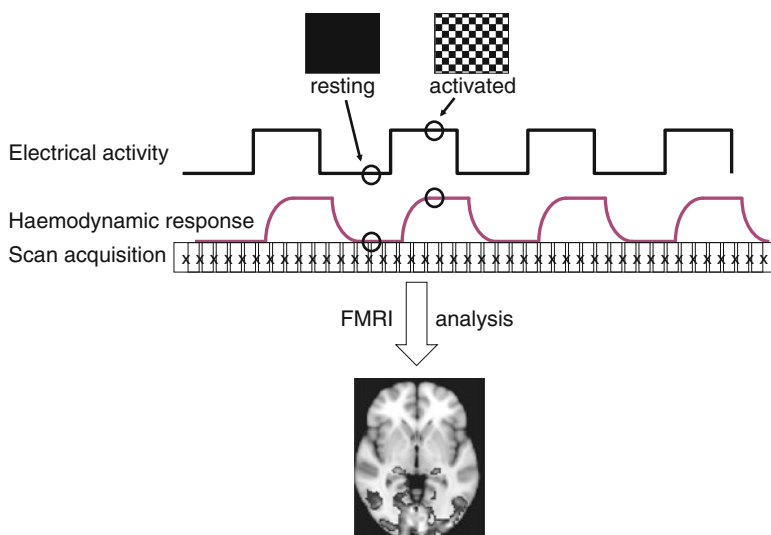 resting activated
Electrical activity
Haemodynamic response
Scan acquisition x x x x x x x x x x x x x x x x x x x x x x x x x x x x x x x x x x x x x x x x x x
FMRI analysis